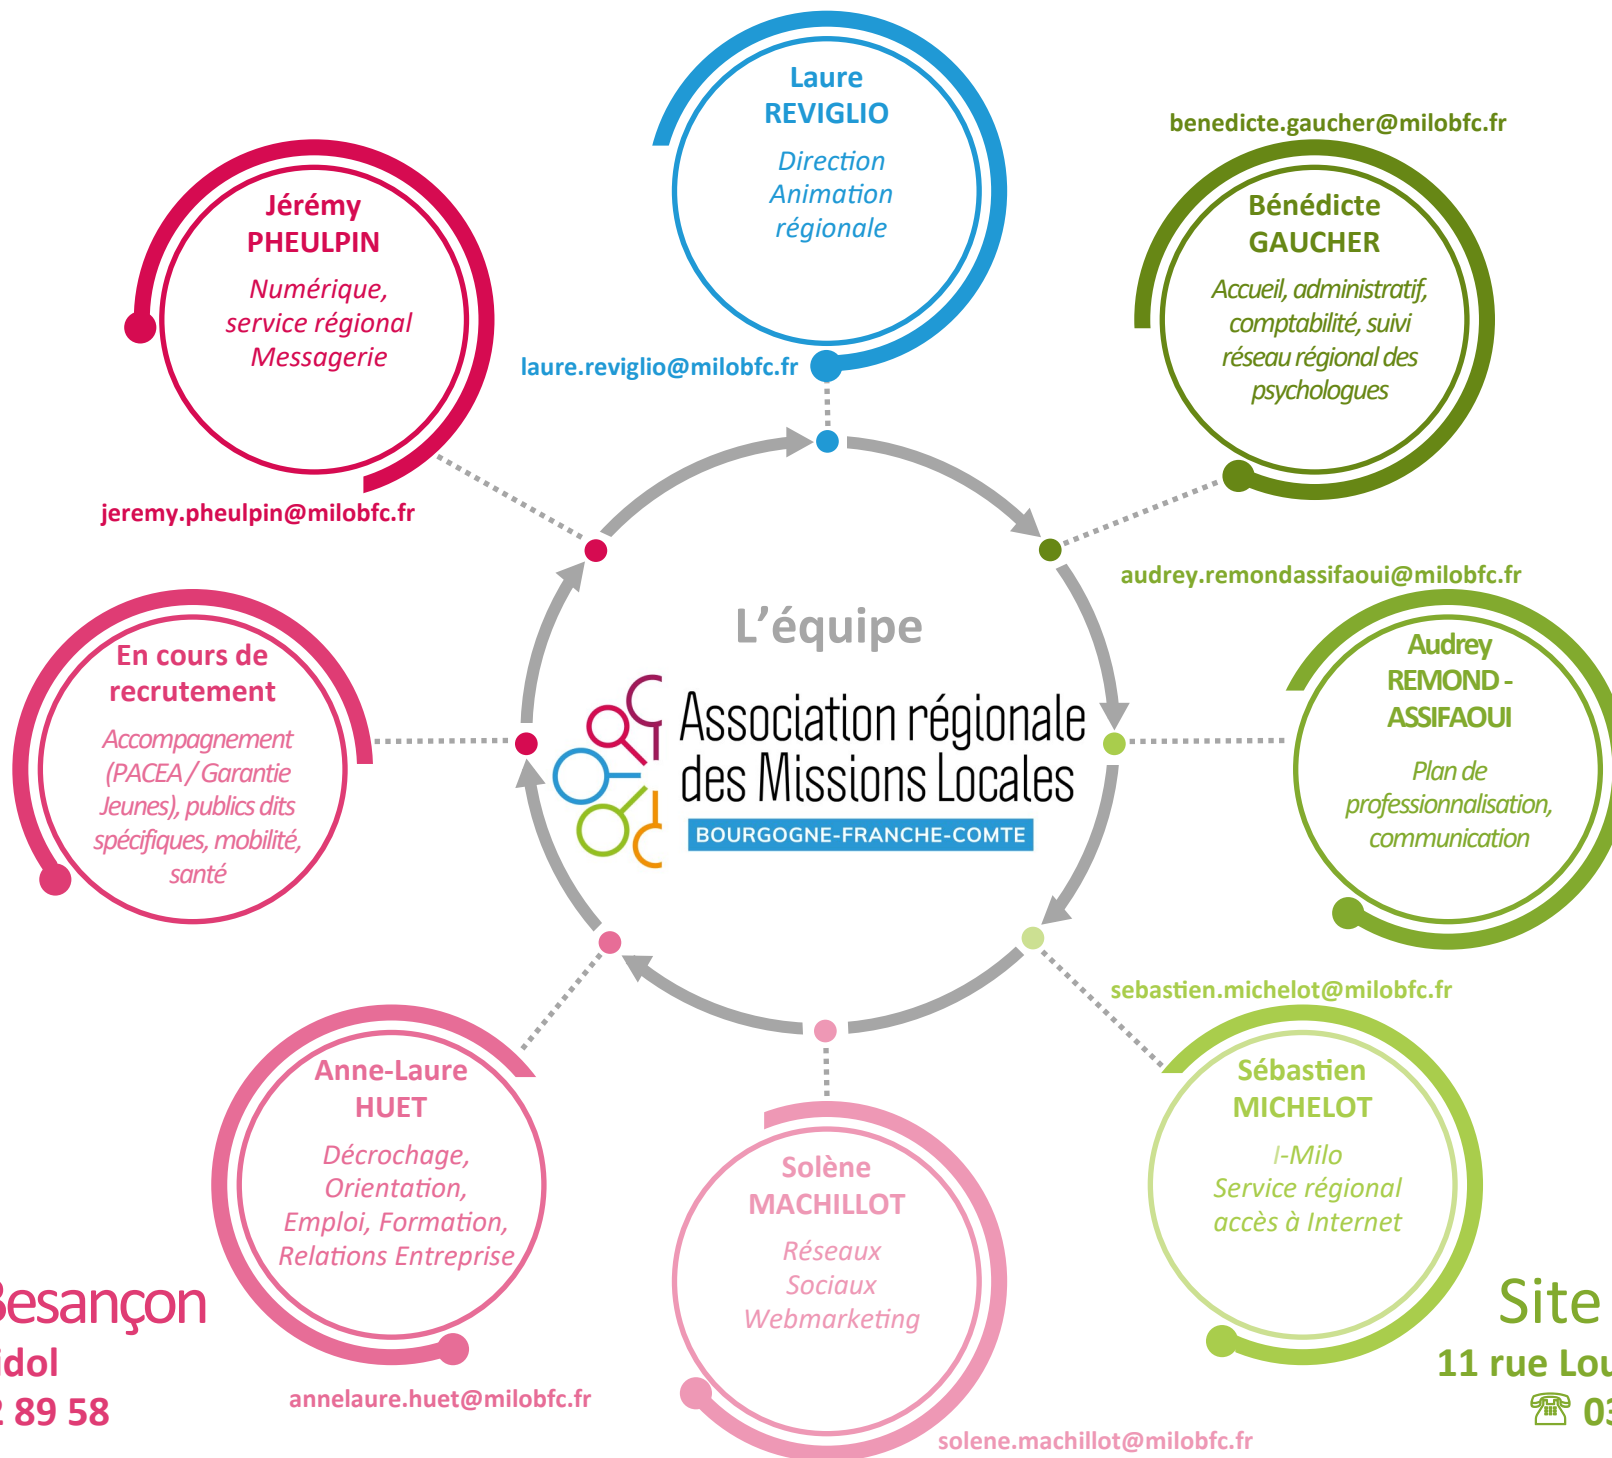 Laure
REVIGLIO
Direction
Animation
régionale
laure.reviglio@milobfc.fr
benedicte.gaucher@milobfc.fr
Bénédicte
GAUCHER
Accueil, administratif,
comptabilité, suivi
réseau régional des
psychologues
Jérémy
PHEULPIN
Numérique,
service régional
Messagerie
jeremy.pheulpin@milobfc.fr
audrey.remondassifaoui@milobfc.fr
Audrey
REMOND -
ASSIFAOUI
Plan de
professionnalisation,
communication
En cours de
recrutement
Accompagnement
(PACEA / Garantie
Jeunes), publics dits
spécifiques, mobilité,
santé
L'équipe
Association régionale
des Missions Locales
BOURGOGNE-FRANCHE-COMTE
sebastien.michelot@milobfc.fr
Sébastien
MICHELOT
I-Milo
Service régional
accès à Internet
Anne-Laure
HUET
Décrochage,
Orientation,
Emploi, Formation,
Relations Entreprise
annelaure.huet@milobfc.fr
Solène
MACHILLOT
Réseaux
Sociaux
Webmarketing
solene.machillot@milobfc.fr
Besançon
89 58
Site
11 rue
☏ 03